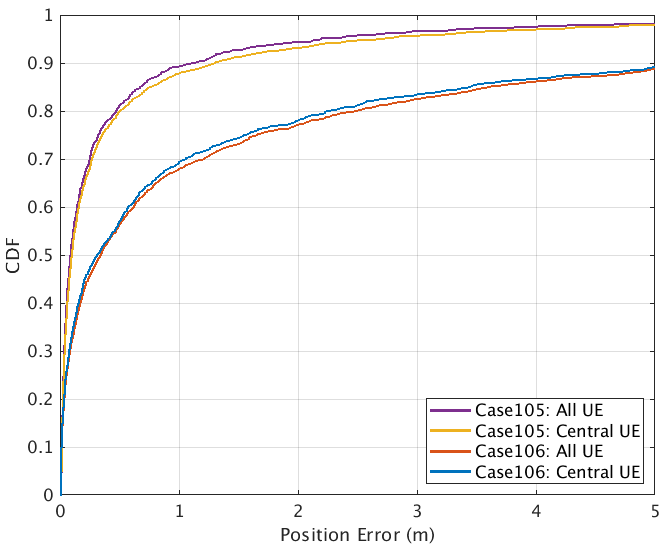 1
0.9
0.8
0.7
0.6
0.5
0.4
0.3
0.2
0.1
0
CDF
Case105: All UE
Case105: Central UE
Case106: All UE
Case106: Central UE
0 1 2 3 4 5
Position Error (m)